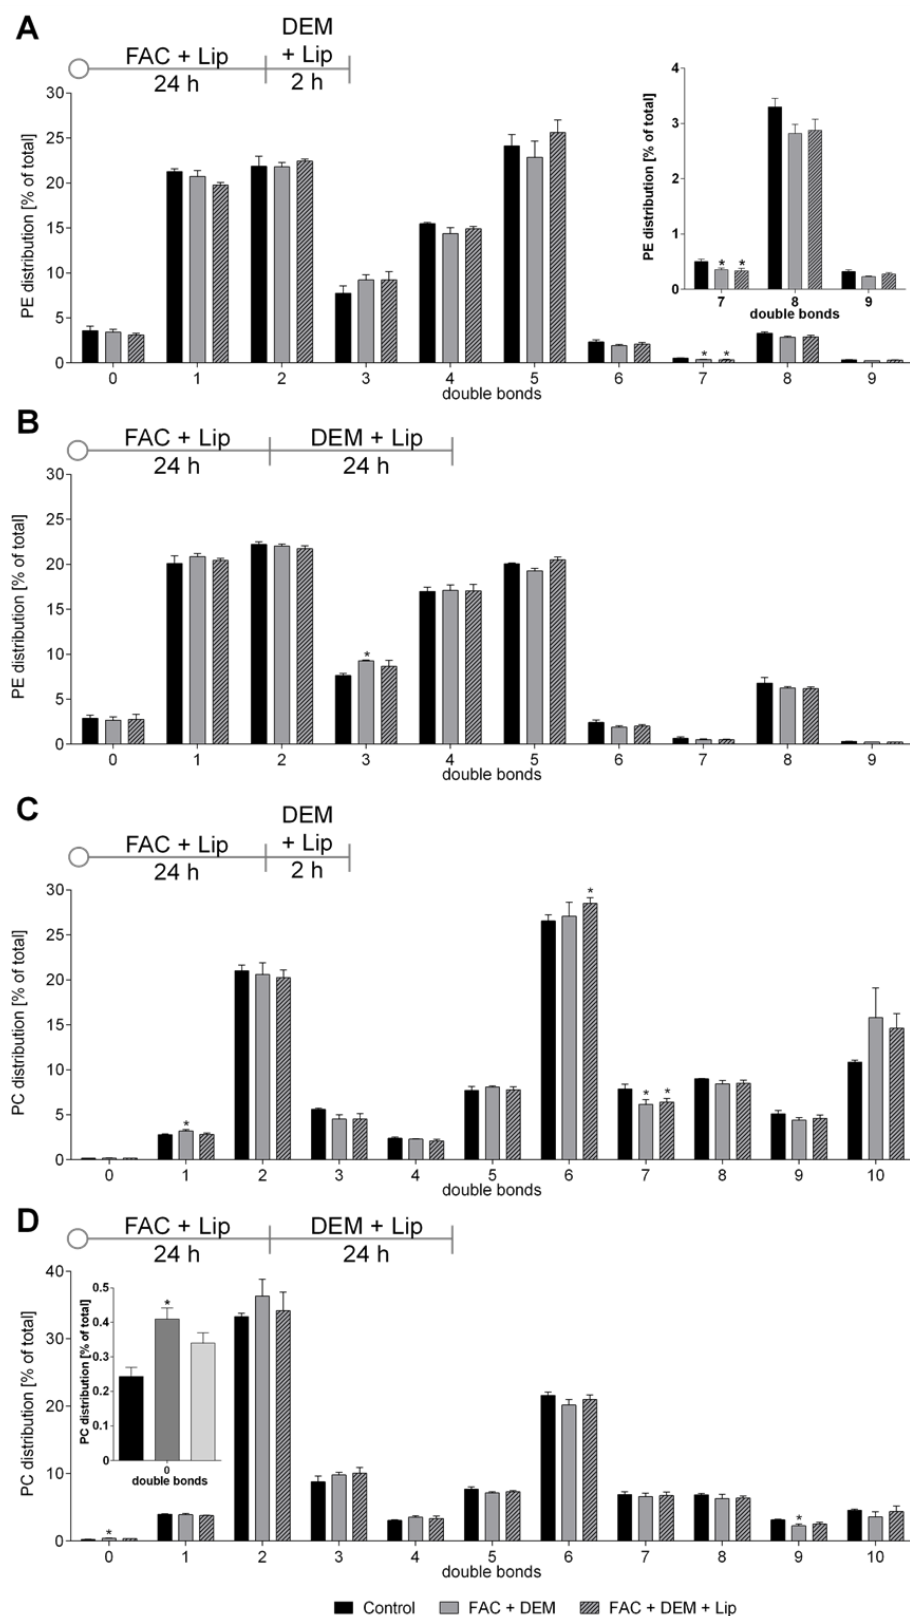 A
FAC + Lip
24 h
DEM
+ Lip
2 h
PE distribution [% of total]
30
25
20
15
10
5
0
0 1 2 3 4 5 6 7 8 9
double bonds
* *
PE distribution [% of total]
4
3
2
1
0
* *
7 8 9
double bonds
B
FAC + Lip
24 h
DEM + Lip
24 h
PE distribution [% of total]
30
25
20
15
10
5
0
*
0 1 2 3 4 5 6 7 8 9
double bonds
C
FAC + Lip
24 h
DEM
+ Lip
2 h
PC distribution [% of total]
30
25
20
15
10
5
0
* * * *
0 1 2 3 4 5 6 7 8 9 10
double bonds
D
FAC + Lip
24 h
DEM + Lip
24 h
PC distribution [% of total]
40
30
20
10
0
* *
0 1 2 3 4 5 6 7 8 9 10
double bonds
PC distribution [% of total]
0.5
0.4
0.3
0.2
0.1
0
*
0
double bonds
Control FAC + DEM FAC + DEM + Lip